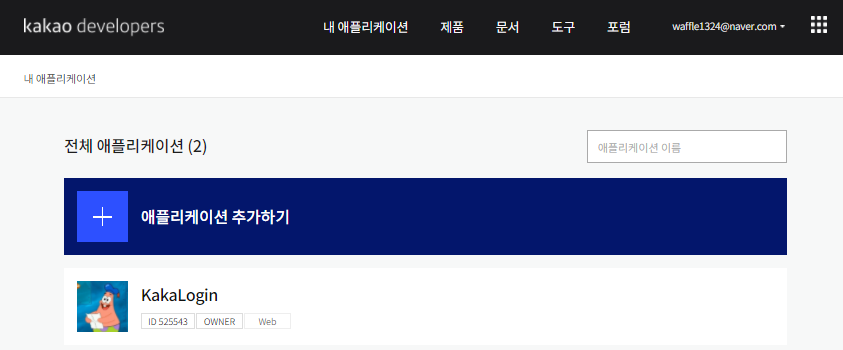 kakao developers 내 애플리케이션 제품 문서 도구 포럼 waffle1324@naver.com
내 애플리케이션
전체 애플리케이션 (2) 애플리케이션 이름
애플리케이션 추가하기
KakaLogin
ID 525543 OWNER Web